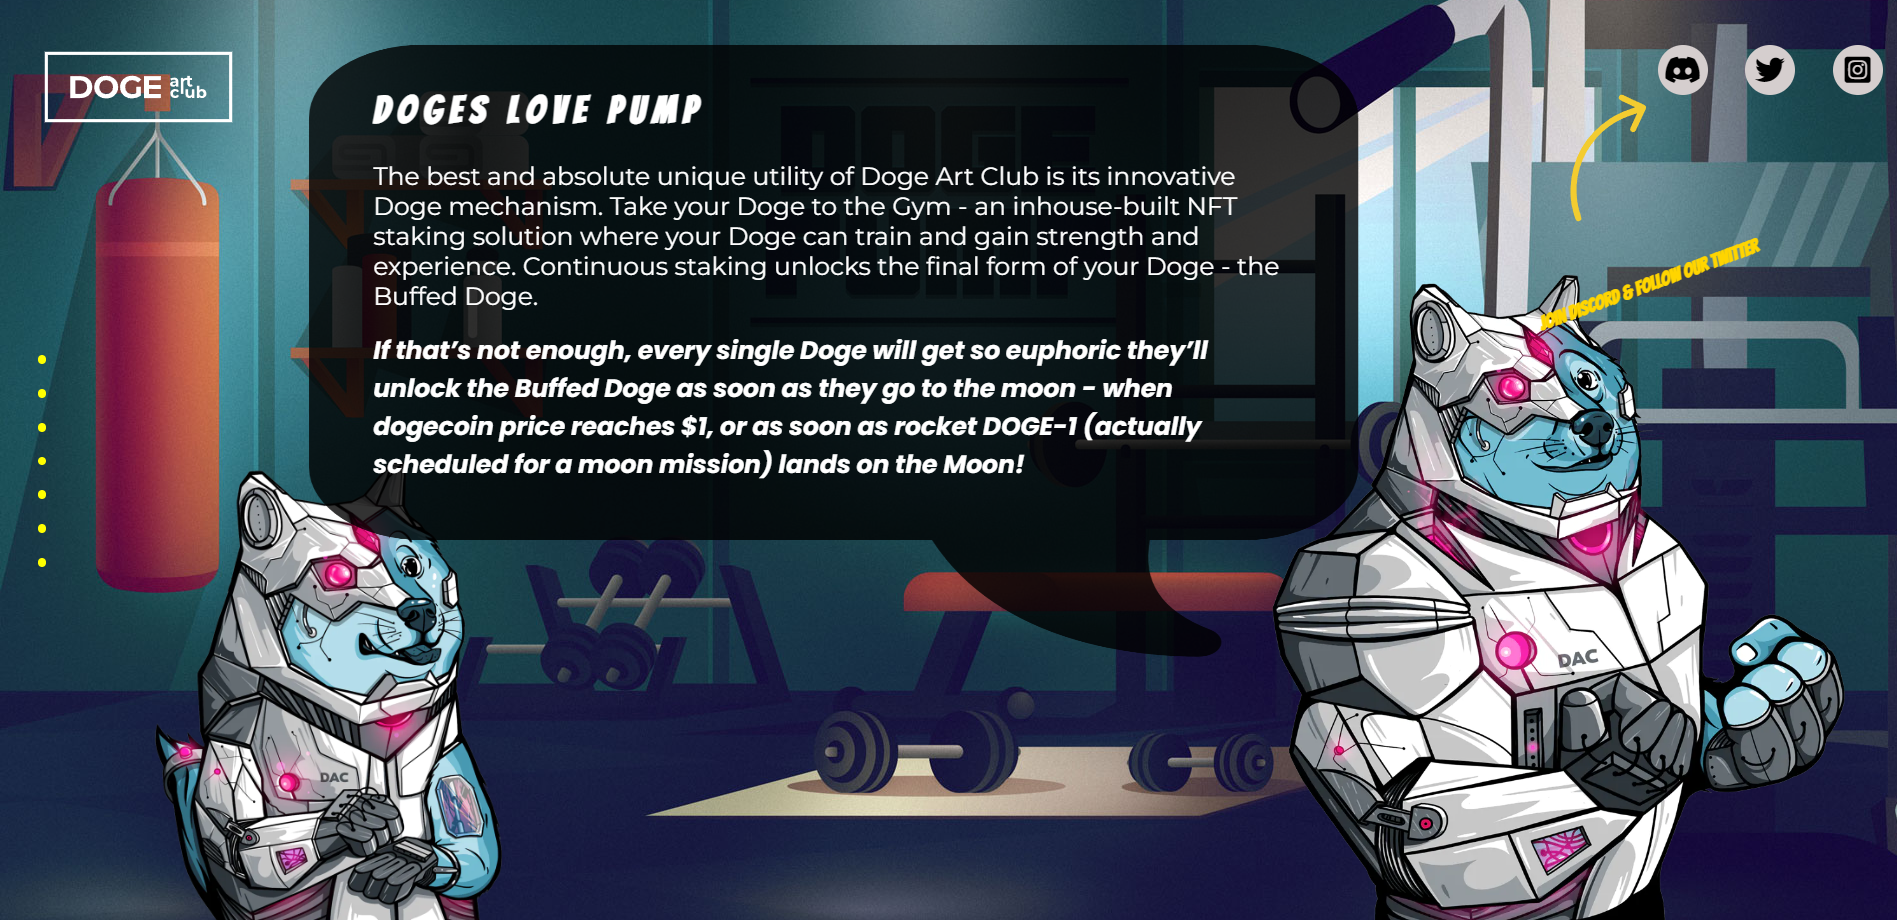 DOGE art club
DOGES LOVE PUMP
The best and absolute unique utility of Doge Art Club is its innovative
Doge mechanism. Take your Doge to the Gym - an inhouse-built NFT
staking solution where your Doge can train and gain strength and
experience. Continuous staking unlocks the final form of your Doge - the
Buffed Doge.
If that’s not enough, every single Doge will get so euphoric they’ll
unlock the Buffed Doge as soon as they go to the moon - when
dogecoin price reaches $1, or as soon as rocket DOGE-1 (actually
scheduled for a moon mission) lands on the Moon!
JOIN DISCORD & FOLLOW OUR TWITTER
DOGE
PUMP
DAC
DAC